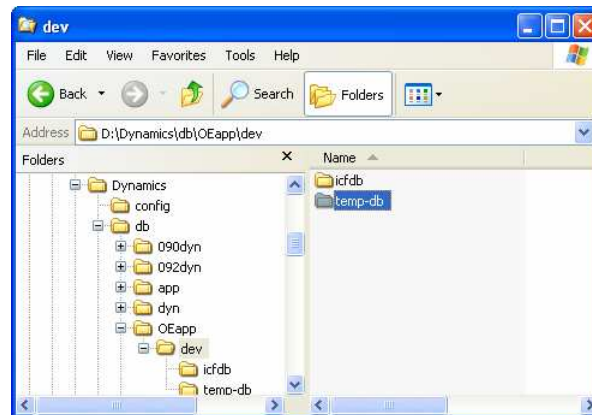 dev
File Edit View Favorites Tools Help
Back Search Folders
Address D:\Dynamics\db\OEapp\dev
Folders X Name
Dynamics
config
db
090dyn
092dyn
app
dyn
OEapp
dev
icfdb
temp-db
icfdb
temp-db